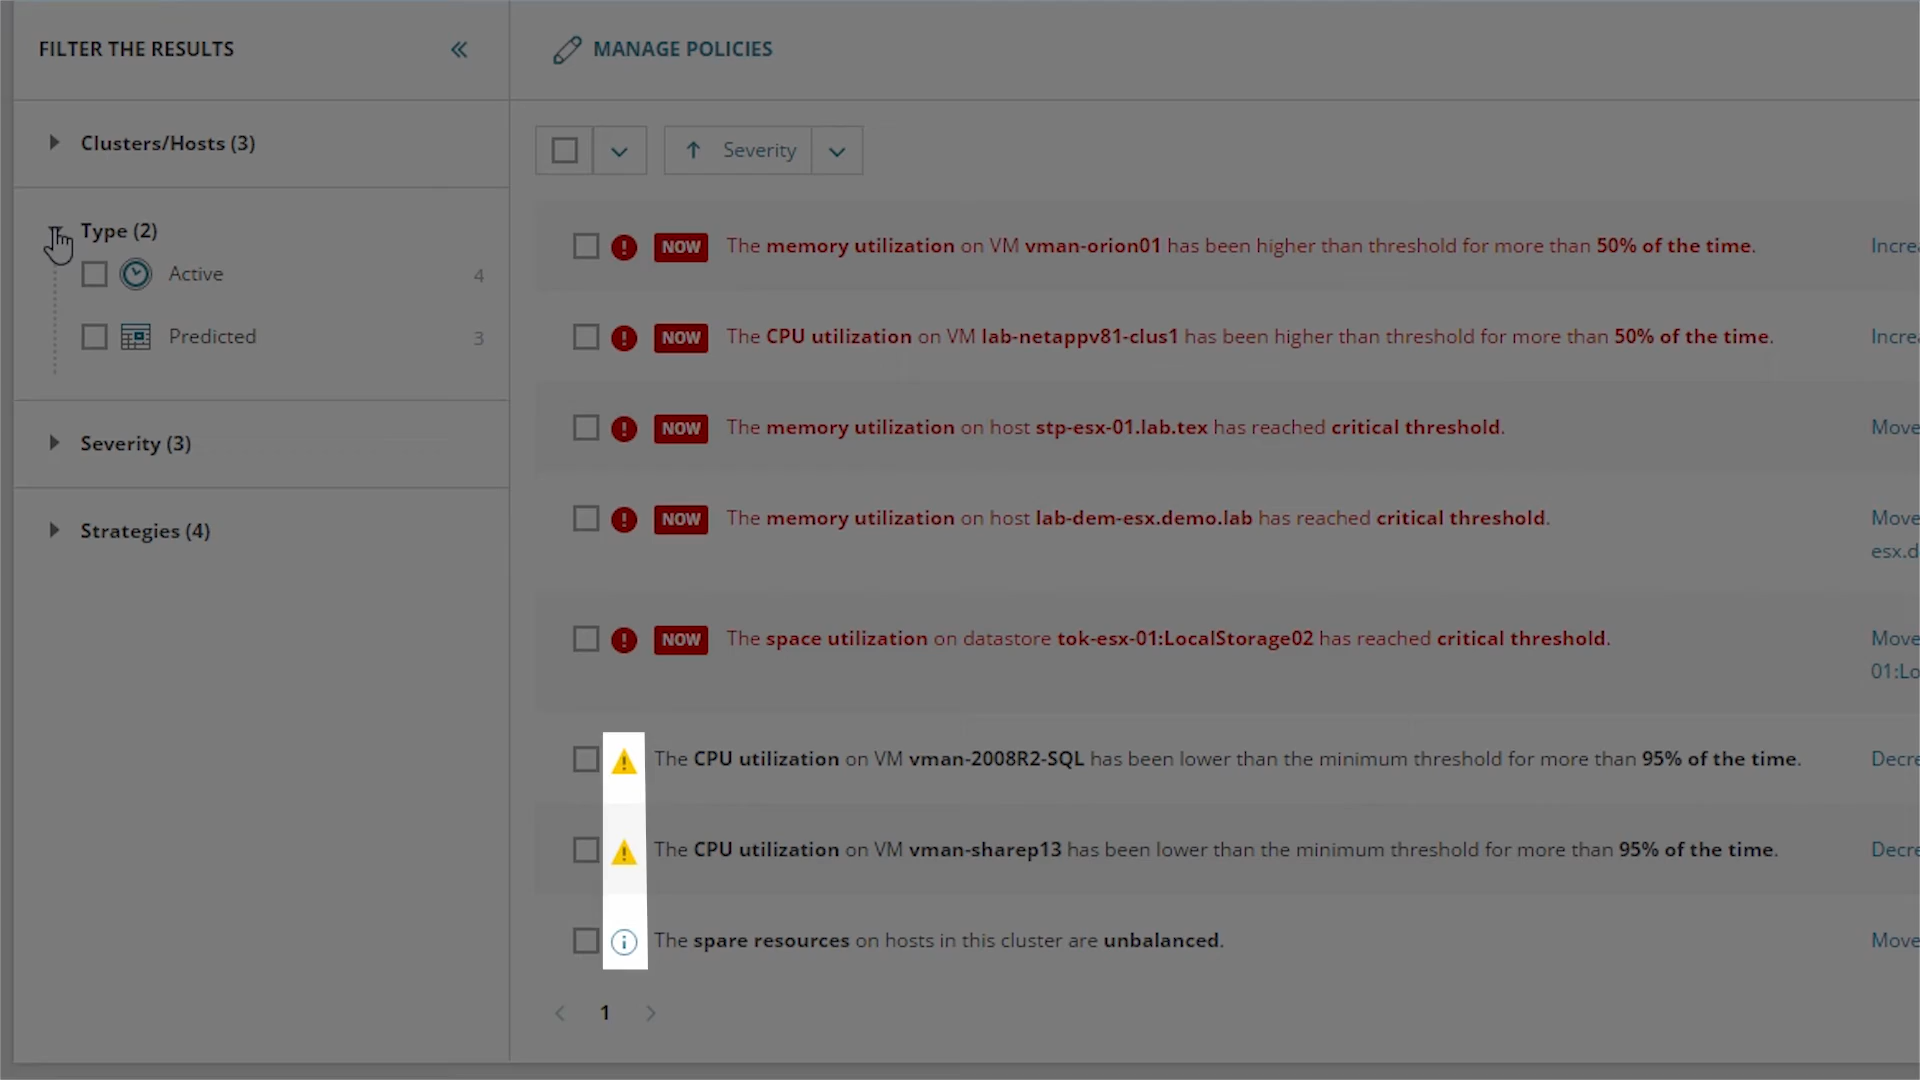 FILTER THE RESULTS
MANAGE POLICIES
Clusters/Hosts (3)
Type (2)
Active 4
Predicted 3
Severity (3)
Strategies (4)
Severity
NOW The memory utilization on VM vman-orion01 has been higher than threshold for more than 50% of the time. Increa
NOW The CPU utilization on VM lab-netappv81-clus1 has been higher than threshold for more than 50% of the time. Increa
NOW The memory utilization on host stp-esx-01.lab.tex has reached critical threshold. Move
NOW The memory utilization on host lab-dem-esx.demo.lab has reached critical threshold. Move
esx.d
NOW The space utilization on datastore tok-esx-01:LocalStorage02 has reached critical threshold. Move
01:Lo
The CPU utilization on VM vman-2008R2-SQL has been lower than the minimum threshold for more than 95% of the time. Decre
The CPU utilization on VM vman-sharep13 has been lower than the minimum threshold for more than 95% of the time. Decre
The spare resources on hosts in this cluster are unbalanced. Move
1